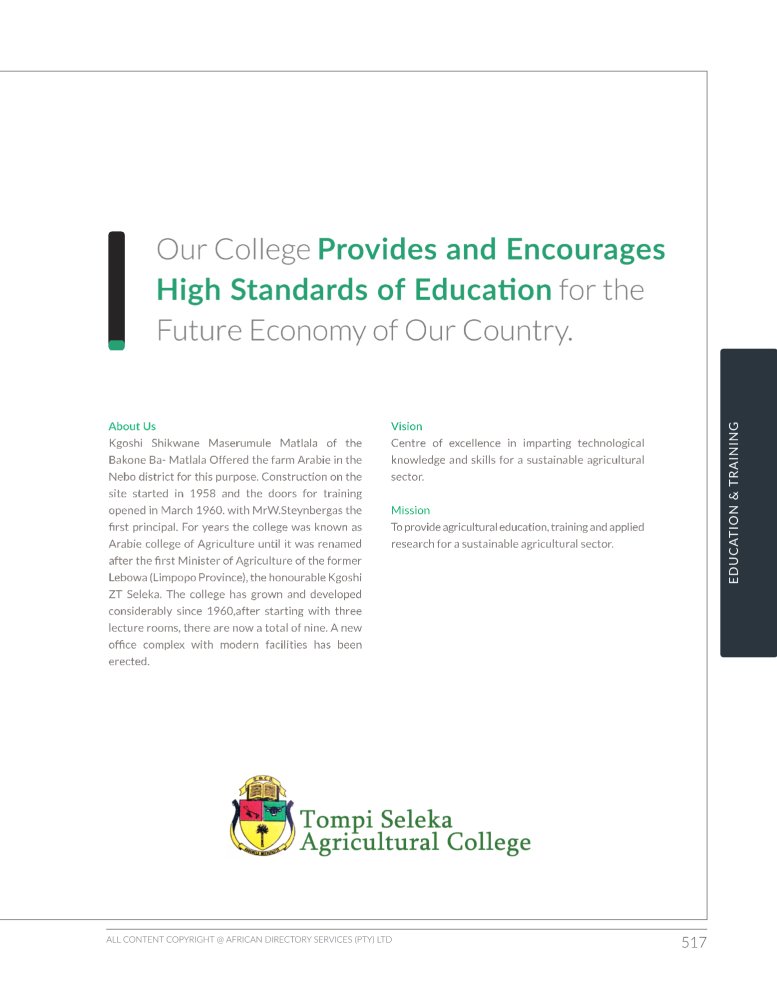 Our College Provides and Encourages
High Standards of Education for the
Future Economy of Our Country.
About Us
Kgoshi Shikwane Maserumule Matlala of the
Bakone Ba- Matlala Offered the farm Arabie in the
Nebo district for this purpose. Construction on the
site started in 1958 and the doors for training
opened in March 1960. with MrW.Steynbergas the
first principal. For years the college was known as
Arabie college of Agriculture until it was renamed
after the first Minister of Agriculture of the former
Lebowa (Limpopo Province), the honourable Kgoshi
ZT Seleka. The college has grown and developed
considerably since 1960,after starting with three
lecture rooms, there are now a total of nine. A new
office complex with modern facilities has been
erected.
Vision
Centre of excellence in imparting technological
knowledge and skills for a sustainable agricultural
sector.
Mission
To provide agricultural education, training and applied
research for a sustainable agricultural sector.
EDUCATION & TRAINING
Tompi Seleka
Agricultural College
ALL CONTENT COPYRIGHT @ AFRICAN DIRECTORY SERVICES (PTY) LTD
517